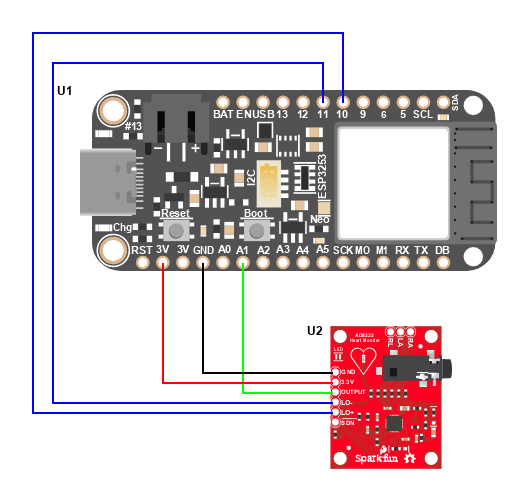 U1
BAT EN USB 13 12 11 10 9 6 5 SCL SDA
#13
− +
I2C
ESP3253
Chg
Reset
Boot
Neo
RST 3V 3V GND A0 A1 A2 A3 A4 A5 SCK MO M1 RX TX DB
U2
AD8232
Heart Monitor
RL LA RA
LED
GND
3.3V
OUTPUT
LO-
LO+
SDN
Sparkfun